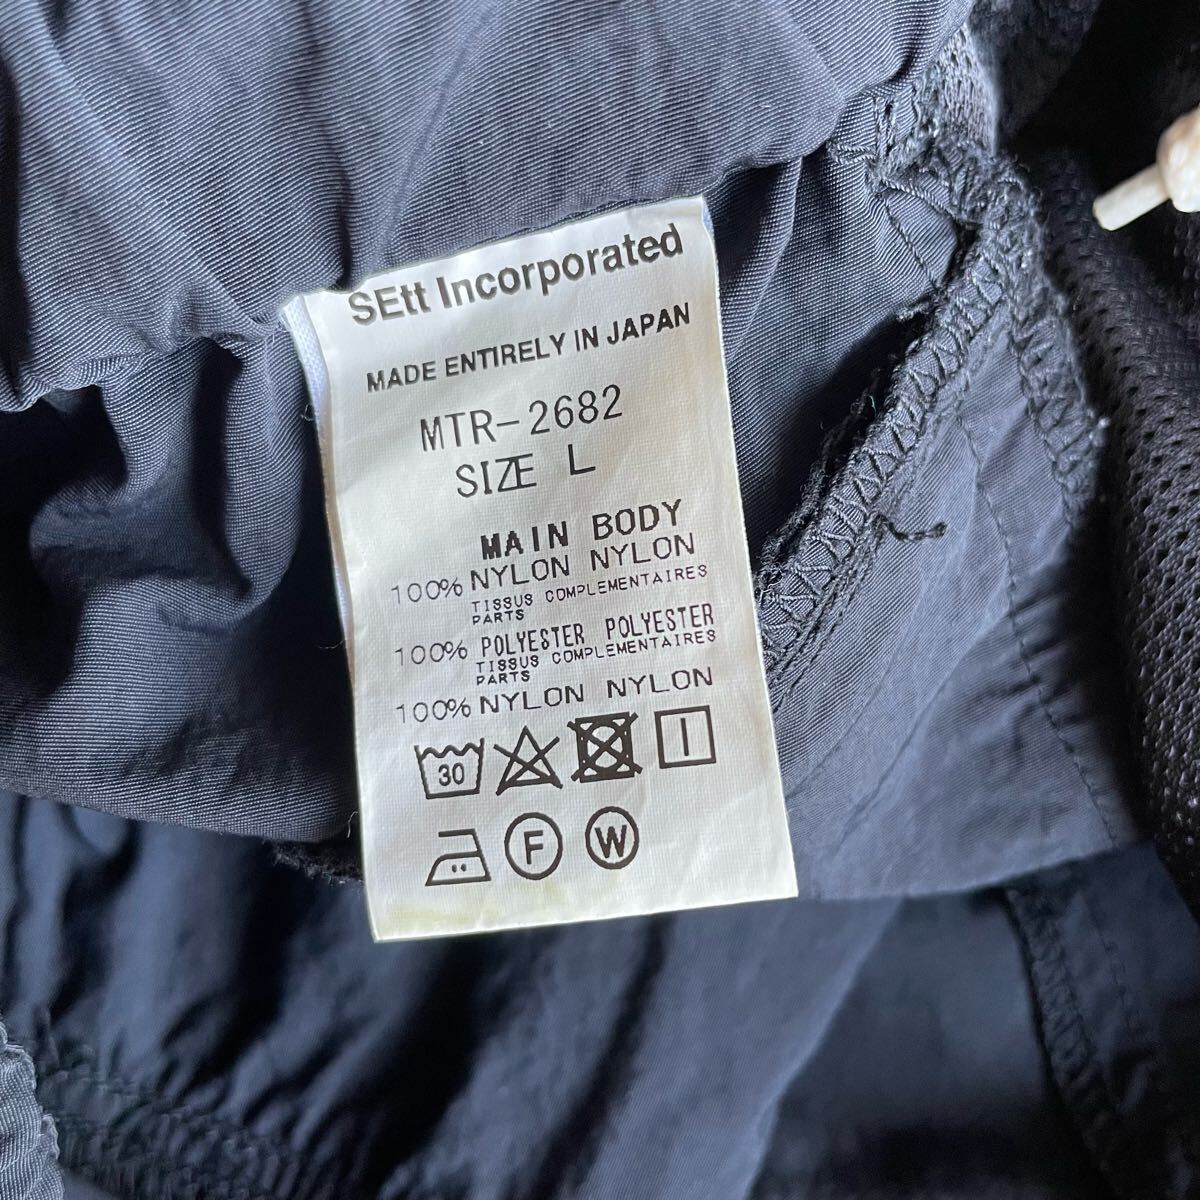 SEtt Incorporated
MADE ENTIRELY IN JAPAN
MTR-2682
SIZE L
MAIN BODY
100% NYLON NYLON
TISSUS COMPLEMENTAIRES
PARTS
100% POLYESTER POLYESTER
TISSUS COMPLEMENTAIRES
PARTS
100% NYLON NYLON
30
F W